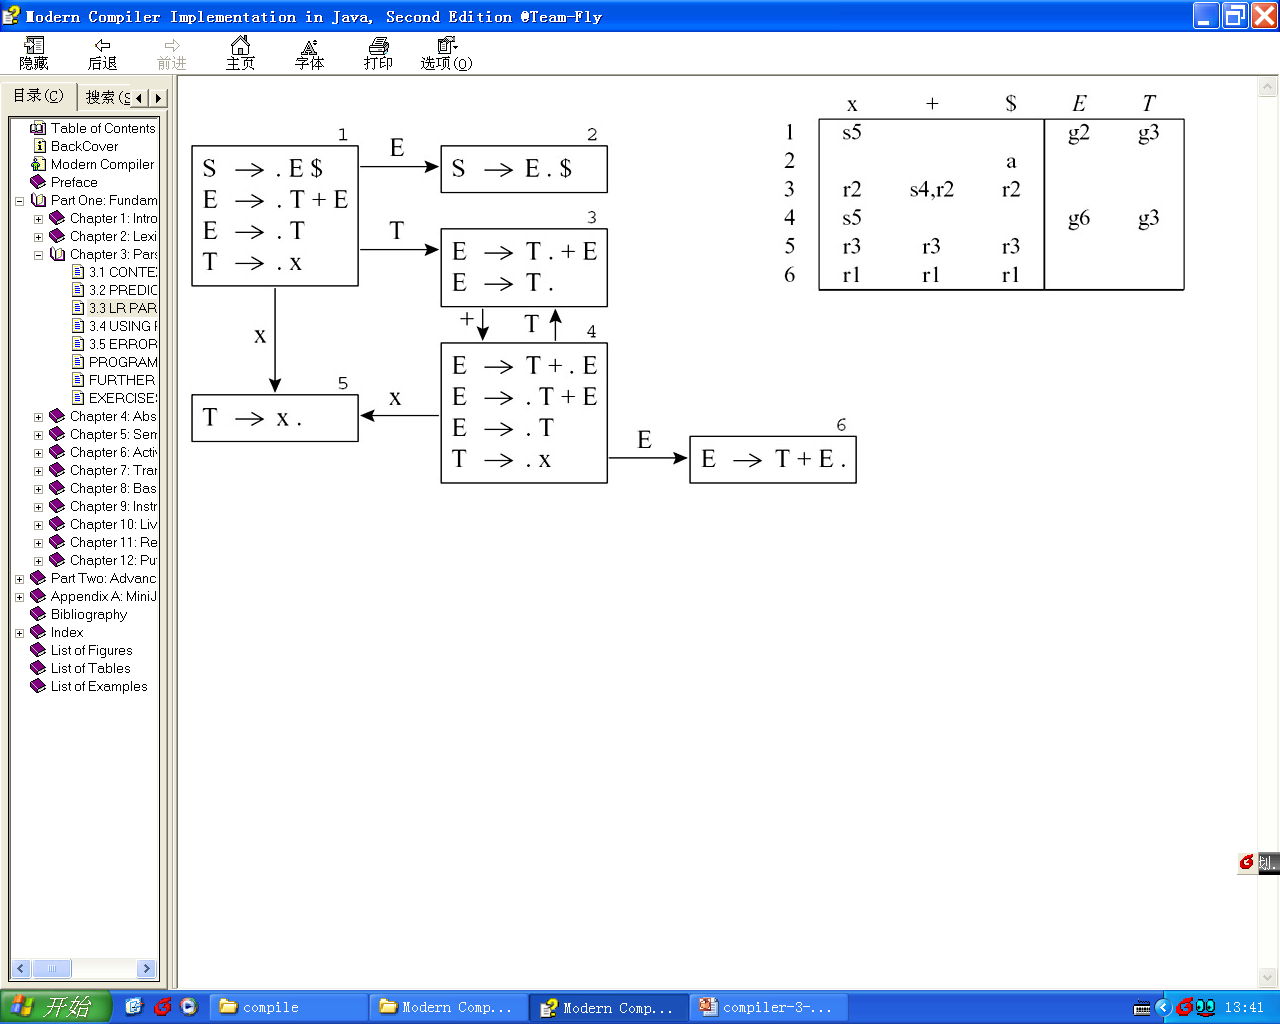 Modern Compiler Implementation in Java, Second Edition @Team-Fly
隐藏 后退 前进 主页 字体 打印 选项(O)
目录(C) 搜索(S
Table of Contents
BackCover
Modern Compiler
Preface
Part One: Fundam
Chapter 1: Intro
Chapter 2: Lexi
Chapter 3: Pars
3.1 CONTE
3.2 PREDIC
3.3 LR PAR
3.4 USING
3.5 ERROR
PROGRAM
FURTHER
EXERCISES
Chapter 4: Abs
Chapter 5: Sem
Chapter 6: Acti
Chapter 7: Tra
Chapter 8: Bas
Chapter 9: Instr
Chapter 10: Liv
Chapter 11: Re
Chapter 12: Pu
Part Two: Advanc
Appendix A: MiniJ
Bibliography
Index
List of Figures
List of Tables
List of Examples
1
S → . E $
E → . T + E
E → . T
T → . x
E
2
S → E . $
T
3
E → T . + E
E → T .
+ T
x
4
E → T + . E
E → . T + E
E → . T
T → . x
5
T → x .
x
E
6
E → T + E .
x + $ E T
1 s5 g2 g3
2 a
3 r2 s4,r2 r2
4 s5 g6 g3
5 r3 r3 r3
6 r1 r1 r1
划.
开始 compile Modern Comp... Modern Comp... compiler-3-... 13:41